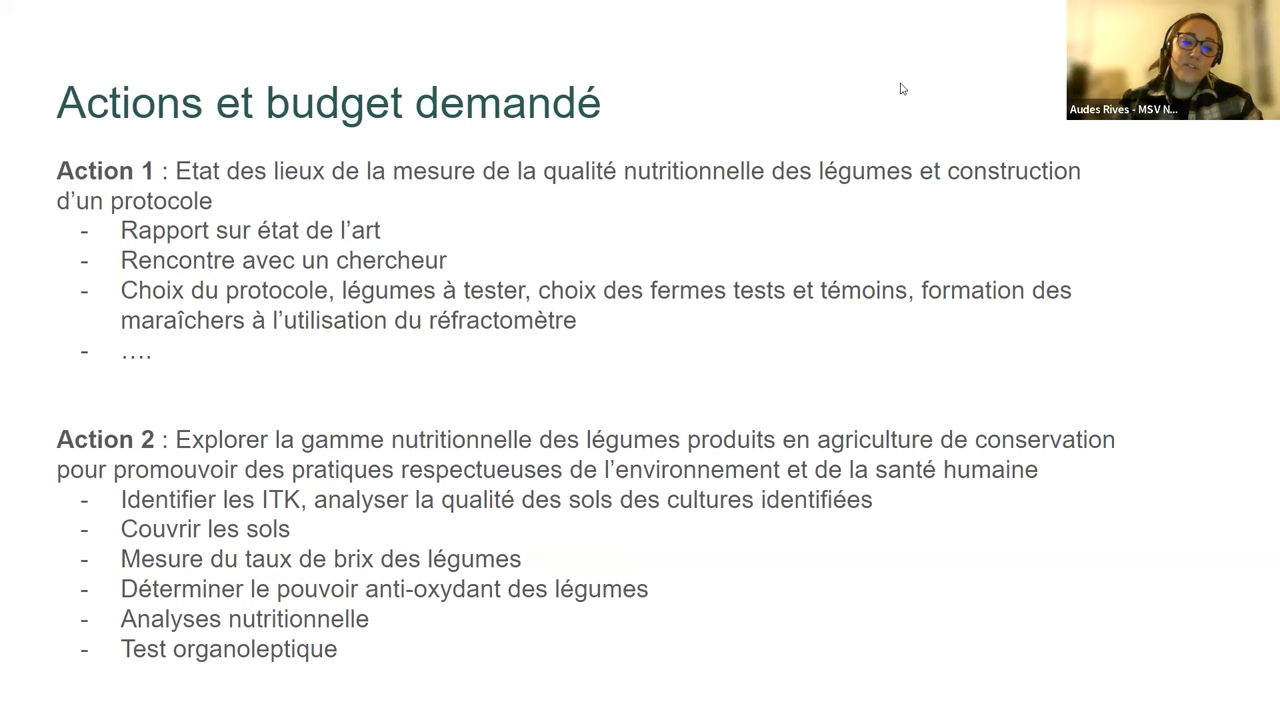 Actions et budget demandé
Audes Rives - MSV N...
Action 1 : Etat des lieux de la mesure de la qualité nutritionnelle des légumes et construction
d’un protocole
- Rapport sur état de l’art
- Rencontre avec un chercheur
- Choix du protocole, légumes à tester, choix des fermes tests et témoins, formation des
maraîchers à l’utilisation du réfractomètre
- ….
Action 2 : Explorer la gamme nutritionnelle des légumes produits en agriculture de conservation
pour promouvoir des pratiques respectueuses de l’environnement et de la santé humaine
- Identifier les ITK, analyser la qualité des sols des cultures identifiées
- Couvrir les sols
- Mesure du taux de brix des légumes
- Déterminer le pouvoir anti-oxydant des légumes
- Analyses nutritionnelle
- Test organoleptique